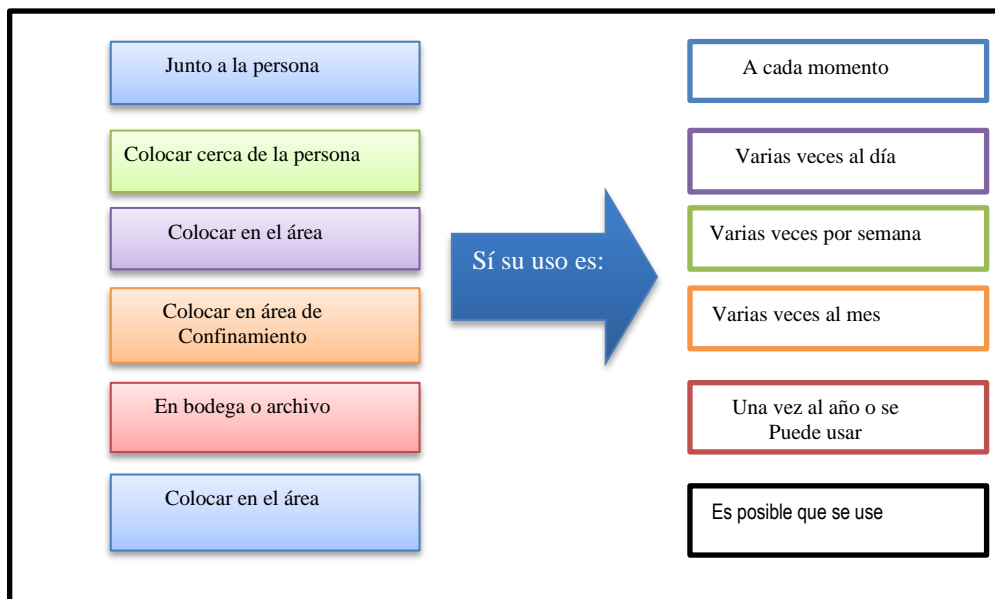 Junto a la persona
A cada momento
Colocar cerca de la persona
Varias veces al día
Colocar en el área
Sí su uso es:
Varias veces por semana
Colocar en área de
Confinamiento
Varias veces al mes
En bodega o archivo
Una vez al año o se
Puede usar
Colocar en el área
Es posible que se use